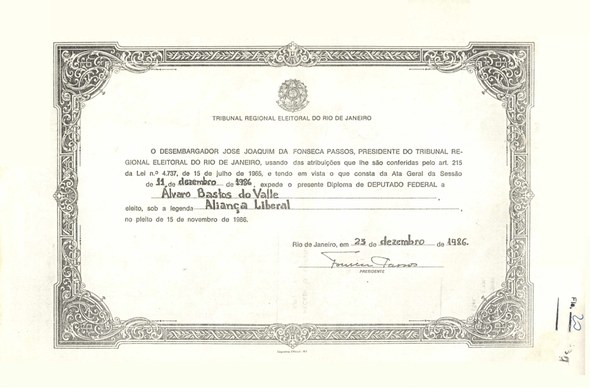 TRIBUNAL REGIONAL ELEITORAL DO RIO DE JANEIRO
O DESEMBARGADOR JOSÉ JOAQUIM DA FONSECA PASSOS, PRESIDENTE DO TRIBUNAL RE-
GIONAL ELEITORAL DO RIO DE JANEIRO, usando das atribuições que lhe são conferidas pelo art. 215
da Lei n.º 4.737, de 15 de julho de 1965, e tendo em vista o que consta da Ata Geral da Sessão
de 11 de dezembro de 1986, expede o presente Diploma de DEPUTADO FEDERAL a
Alvaro Bastos do Valle
eleito, sob a legenda Aliança Liberal,
no pleito de 15 de novembro de 1986.
Rio de Janeiro, em 23 de dezembro de 1986.
Fonseca Passos
PRESIDENTE
Fls. 20